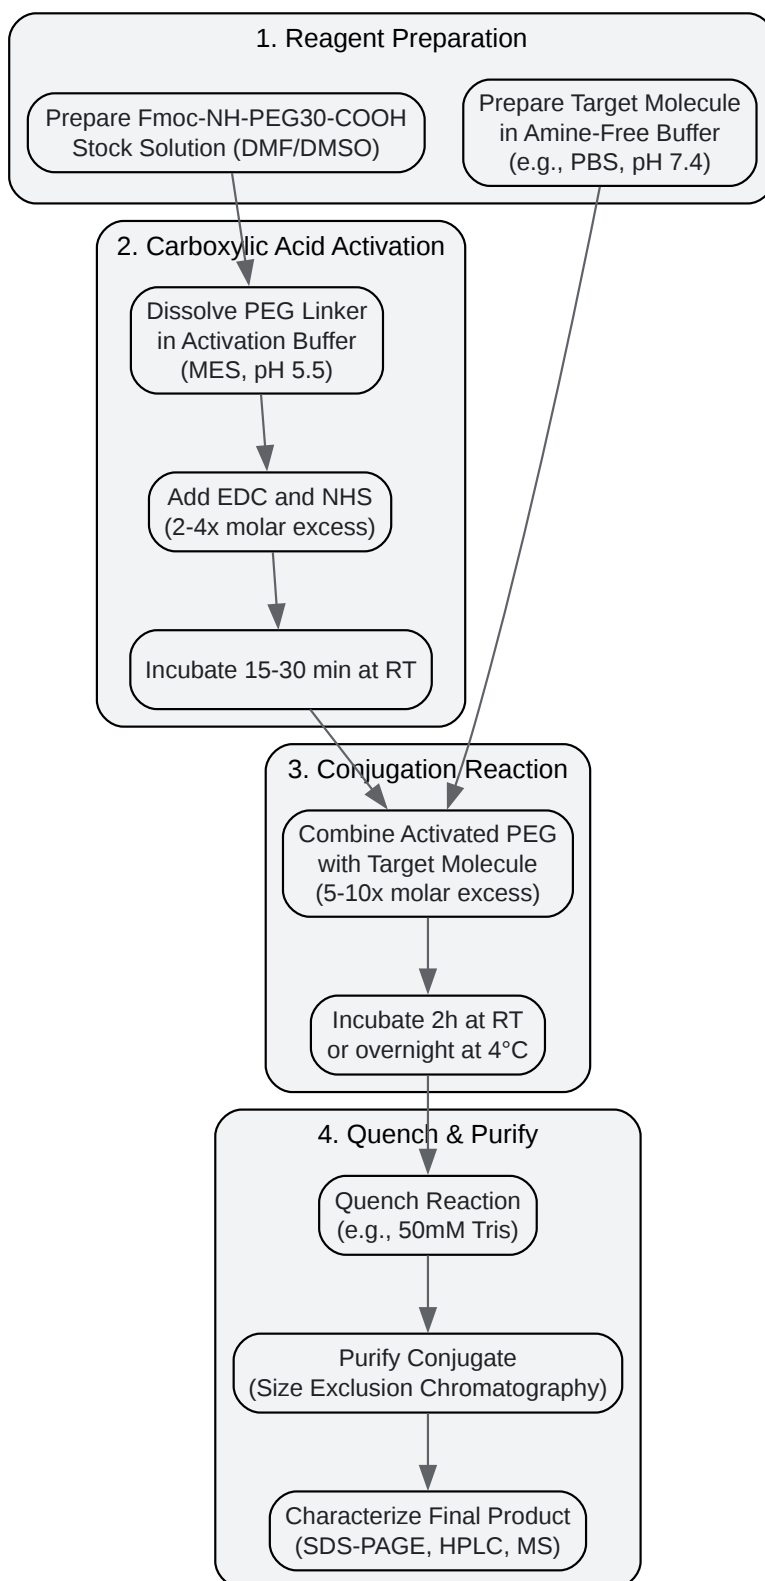 1. Reagent Preparation
Prepare Fmoc-NH-PEG30-COOH
Stock Solution (DMF/DMSO)
Prepare Target Molecule
in Amine-Free Buffer
(e.g., PBS, pH 7.4)
2. Carboxylic Acid Activation
Dissolve PEG Linker
in Activation Buffer
(MES, pH 5.5)
Add EDC and NHS
(2-4x molar excess)
Incubate 15-30 min at RT
3. Conjugation Reaction
Combine Activated PEG
with Target Molecule
(5-10x molar excess)
Incubate 2h at RT
or overnight at 4°C
4. Quench & Purify
Quench Reaction
(e.g., 50mM Tris)
Purify Conjugate
(Size Exclusion Chromatography)
Characterize Final Product
(SDS-PAGE, HPLC, MS)